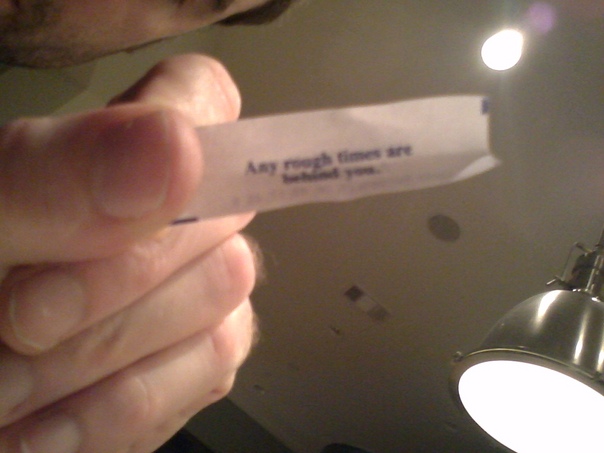 Any rough times are
behind you.